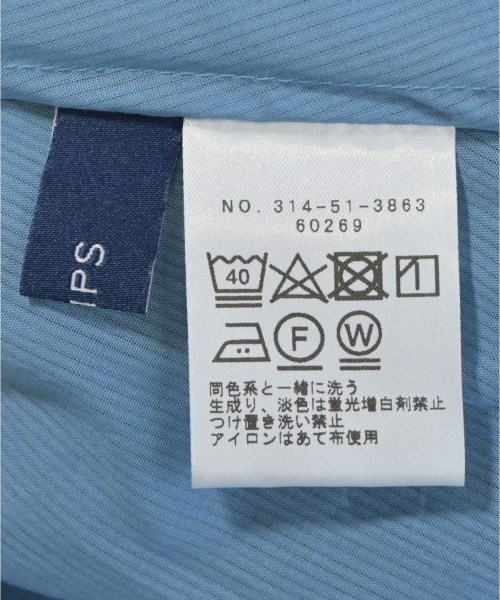 NO. 314-51-3863
60269
40
F
W
同色系と一緒に洗う
生成り、淡色は蛍光増白剤禁止
つけ置き洗い禁止
アイロンはあて布使用
IPS